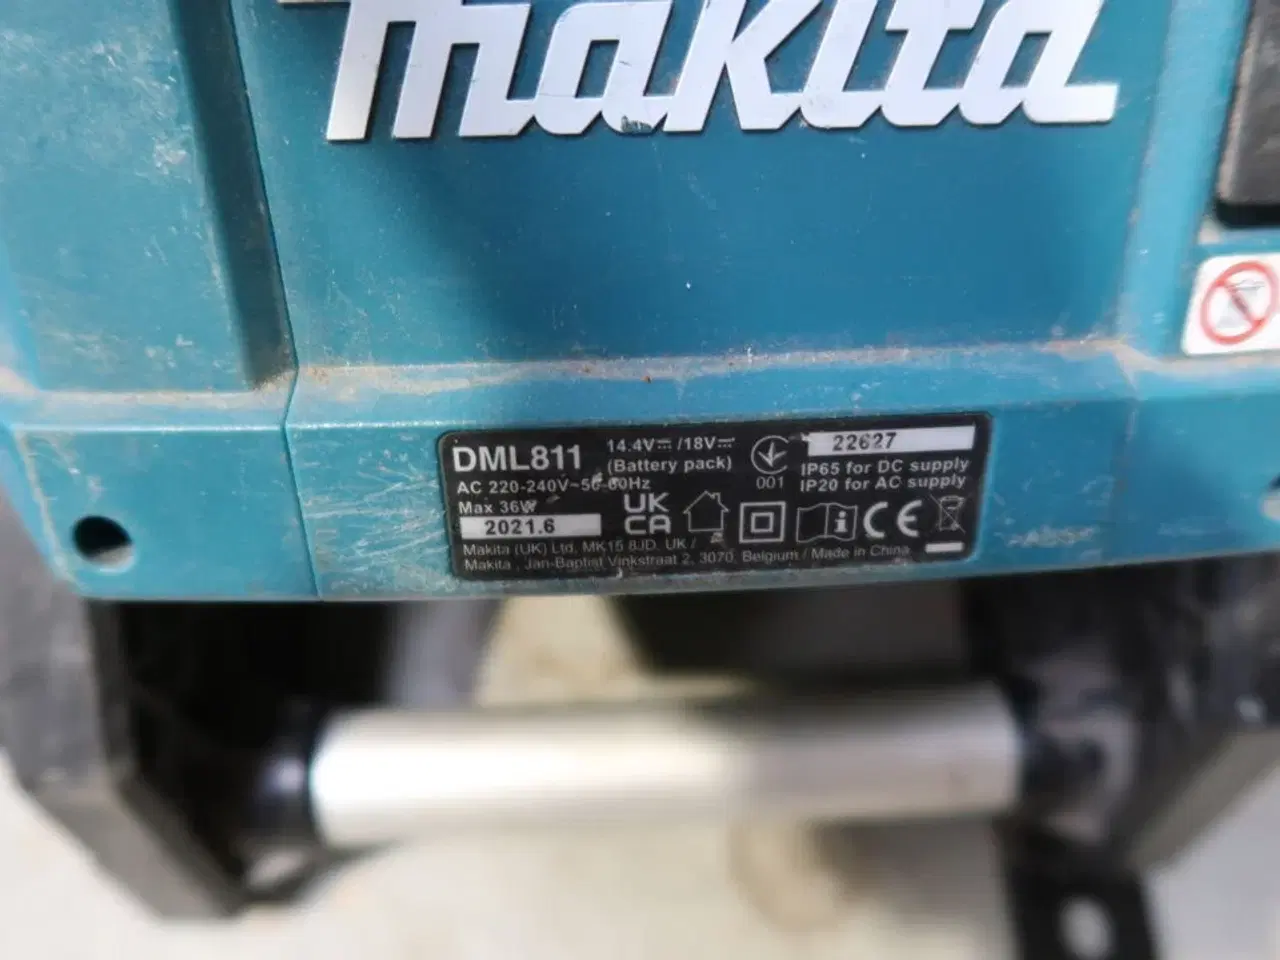 makita
DML811 14.4V⎓/18V⎓ (Battery pack)
AC 220-240V~50-60Hz
Max 36W
2021.6
22627
001
IP65 for DC supply
IP20 for AC supply
UK
CA
i
CE
Makita (UK) Ltd. MK15 8JD, UK /
Makita , Jan-Baptist Vinkstraat 2, 3070, Belgium / Made in China